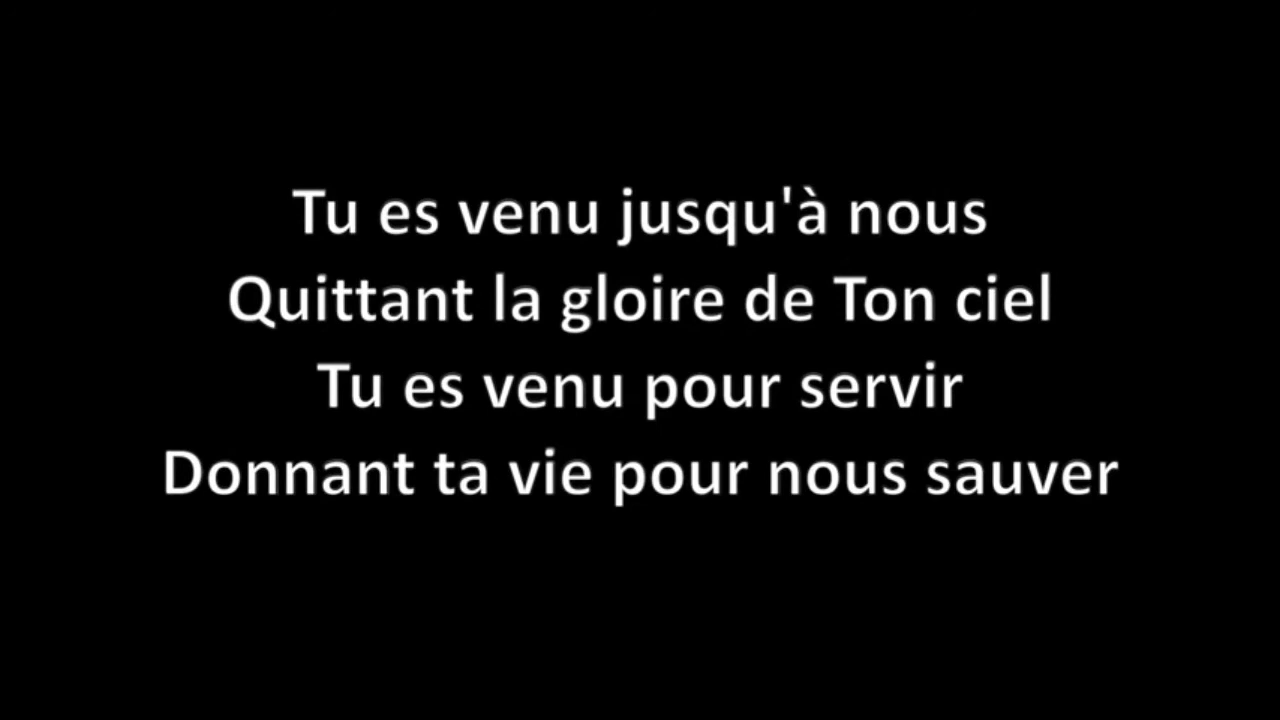 Tu es venu jusqu'à nous
Quittant la gloire de Ton ciel
Tu es venu pour servir
Donnant ta vie pour nous sauver